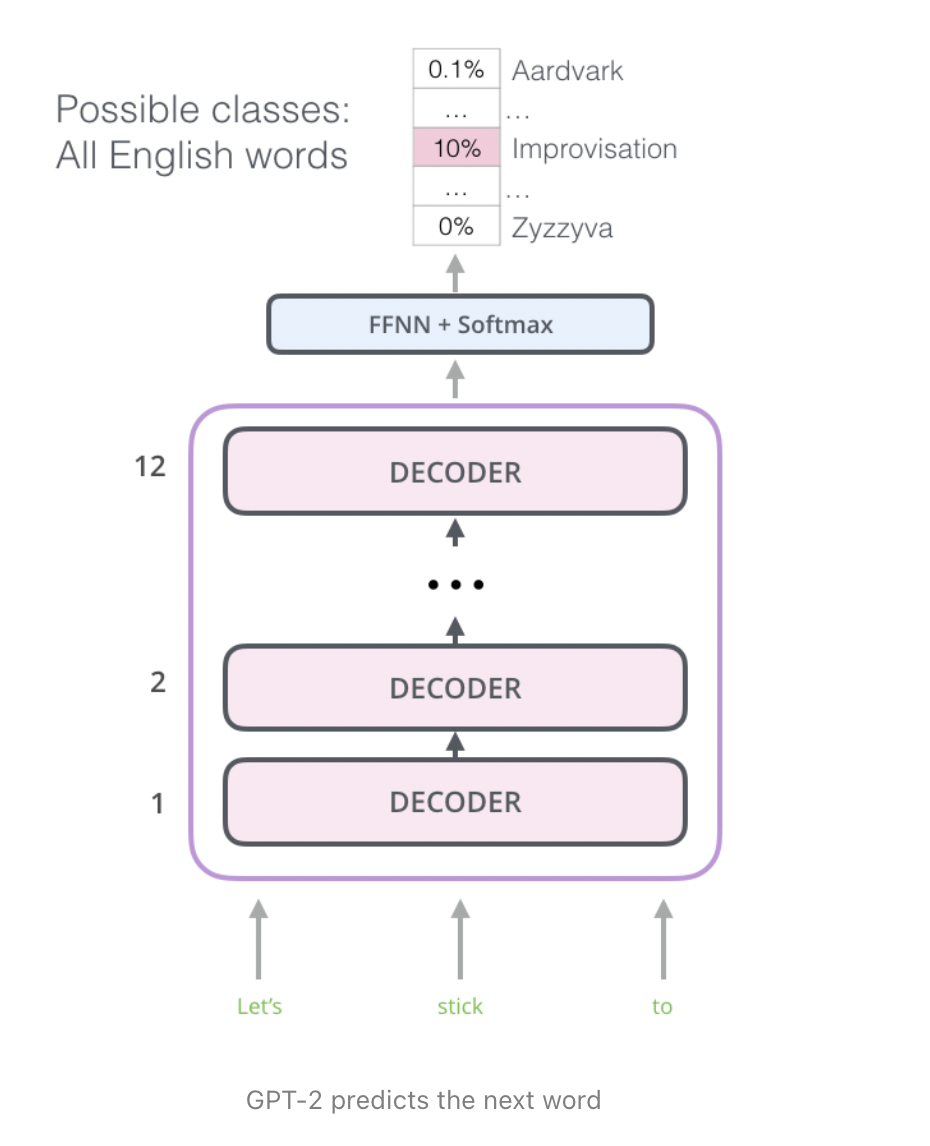 0.1% Aardvark
Possible classes:
... ...
All English words
10% Improvisation
... ...
0% Zyzzyva
FFNN + Softmax
12
DECODER
...
2
DECODER
1
DECODER
Let's stick to
GPT-2 predicts the next word